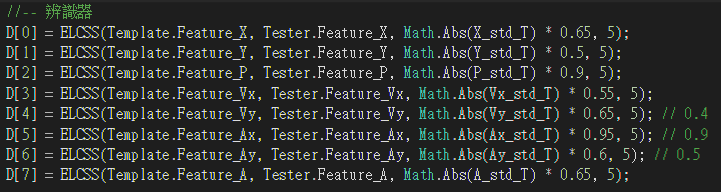 //-- 辨識器
D[0] = ELCSS(Template.Feature_X, Tester.Feature_X, Math.Abs(X_std_T) * 0.65, 5);
D[1] = ELCSS(Template.Feature_Y, Tester.Feature_Y, Math.Abs(Y_std_T) * 0.5, 5);
D[2] = ELCSS(Template.Feature_P, Tester.Feature_P, Math.Abs(P_std_T) * 0.9, 5);
D[3] = ELCSS(Template.Feature_Vx, Tester.Feature_Vx, Math.Abs(Vx_std_T) * 0.55, 5);
D[4] = ELCSS(Template.Feature_Vy, Tester.Feature_Vy, Math.Abs(Vy_std_T) * 0.65, 5); // 0.4
D[5] = ELCSS(Template.Feature_Ax, Tester.Feature_Ax, Math.Abs(Ax_std_T) * 0.95, 5); // 0.9
D[6] = ELCSS(Template.Feature_Ay, Tester.Feature_Ay, Math.Abs(Ay_std_T) * 0.6, 5); // 0.5
D[7] = ELCSS(Template.Feature_A, Tester.Feature_A, Math.Abs(A_std_T) * 0.65, 5);